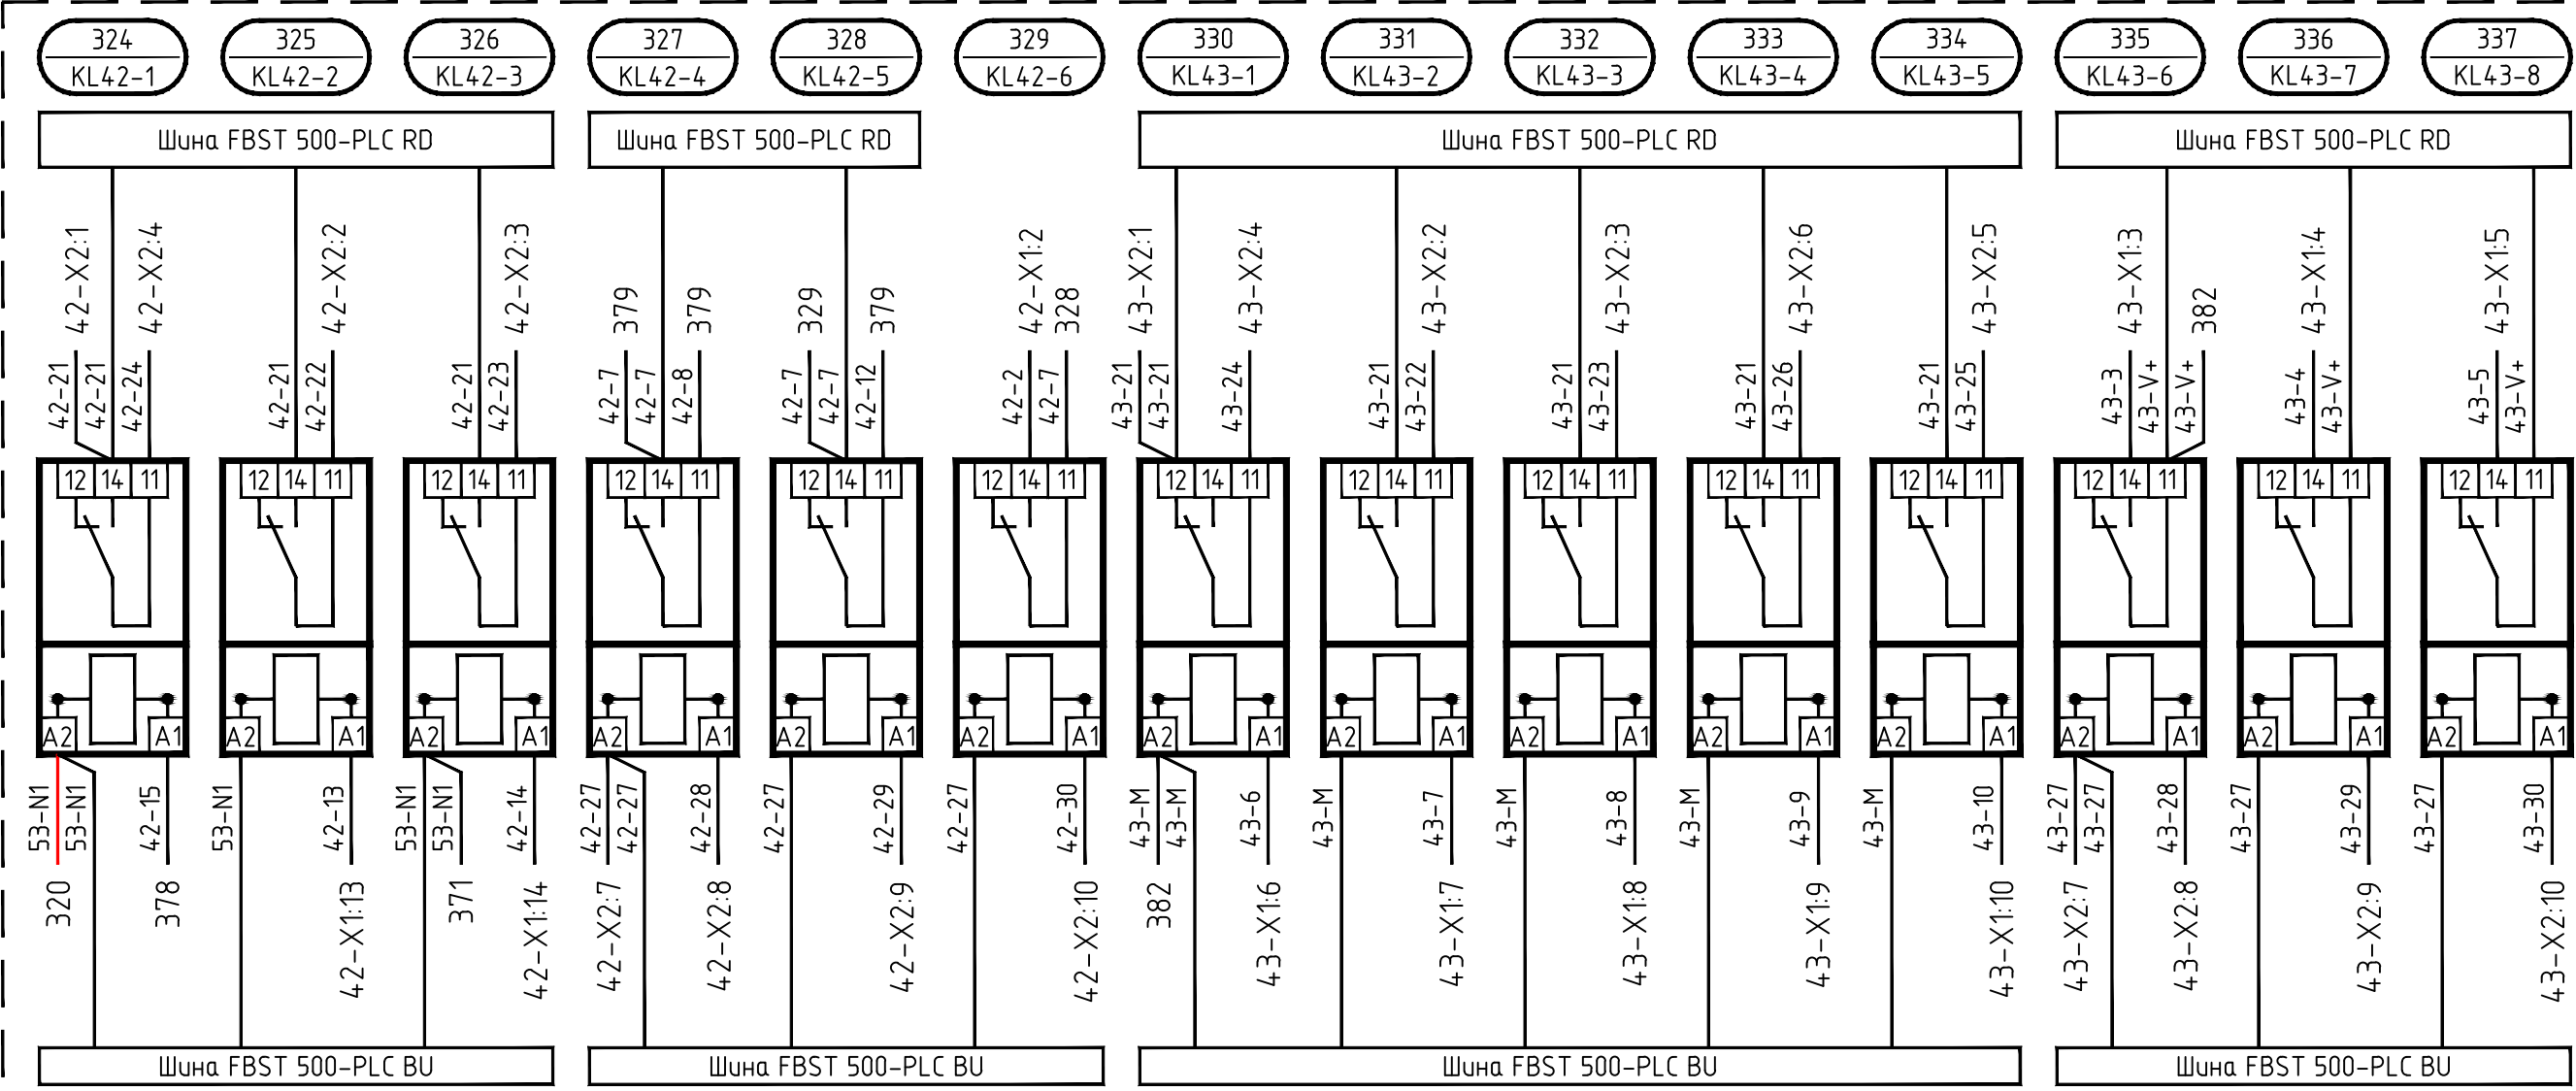 324 325 326 327 328 329 330 331 332 333 334 335 336 337
KL42-1 KL42-2 KL42-3 KL42-4 KL42-5 KL42-6 KL43-1 KL43-2 KL43-3 KL43-4 KL43-5 KL43-6 KL43-7 KL43-8
Шина FBST 500-PLC RD Шина FBST 500-PLC RD Шина FBST 500-PLC RD Шина FBST 500-PLC RD
42-X2:1 42-X2:4 42-X2:2 42-X2:3 379 379 329 379 42-X1:2 328 43-X2:1 43-X2:4 43-X2:2 43-X2:3 43-X2:6 43-X2:5 43-X1:3 382 43-X1:4 43-X1:5
42-21 42-21 42-24 42-21 42-22 42-21 42-23 42-7 42-7 42-8 42-7 42-7 42-12 42-2 42-7 43-21 43-21 43-24 43-21 43-22 43-21 43-23 43-21 43-26 43-21 43-25 43-3 43-V+ 43-V+ 43-4 43-V+ 43-5 43-V+
12 14 11 12 14 11 12 14 11 12 14 11 12 14 11 12 14 11 12 14 11 12 14 11 12 14 11 12 14 11 12 14 11 12 14 11 12 14 11 12 14 11
A2 A1 A2 A1 A2 A1 A2 A1 A2 A1 A2 A1 A2 A1 A2 A1 A2 A1 A2 A1 A2 A1 A2 A1 A2 A1 A2 A1
53-N1 53-N1 42-15 53-N1 42-13 53-N1 53-N1 42-14 42-27 42-27 42-28 42-27 42-29 42-27 42-30 43-M 43-M 43-6 43-M 43-7 43-M 43-8 43-M 43-9 43-M 43-10 43-27 43-27 43-28 43-27 43-29 43-27 43-30
320 378 42-X1:13 371 42-X1:14 42-X2:7 42-X2:8 42-X2:9 42-X2:10 382 43-X1:6 43-X1:7 43-X1:8 43-X1:9 43-X1:10 43-X2:7 43-X2:8 43-X2:9 43-X2:10
Шина FBST 500-PLC BU Шина FBST 500-PLC BU Шина FBST 500-PLC BU Шина FBST 500-PLC BU